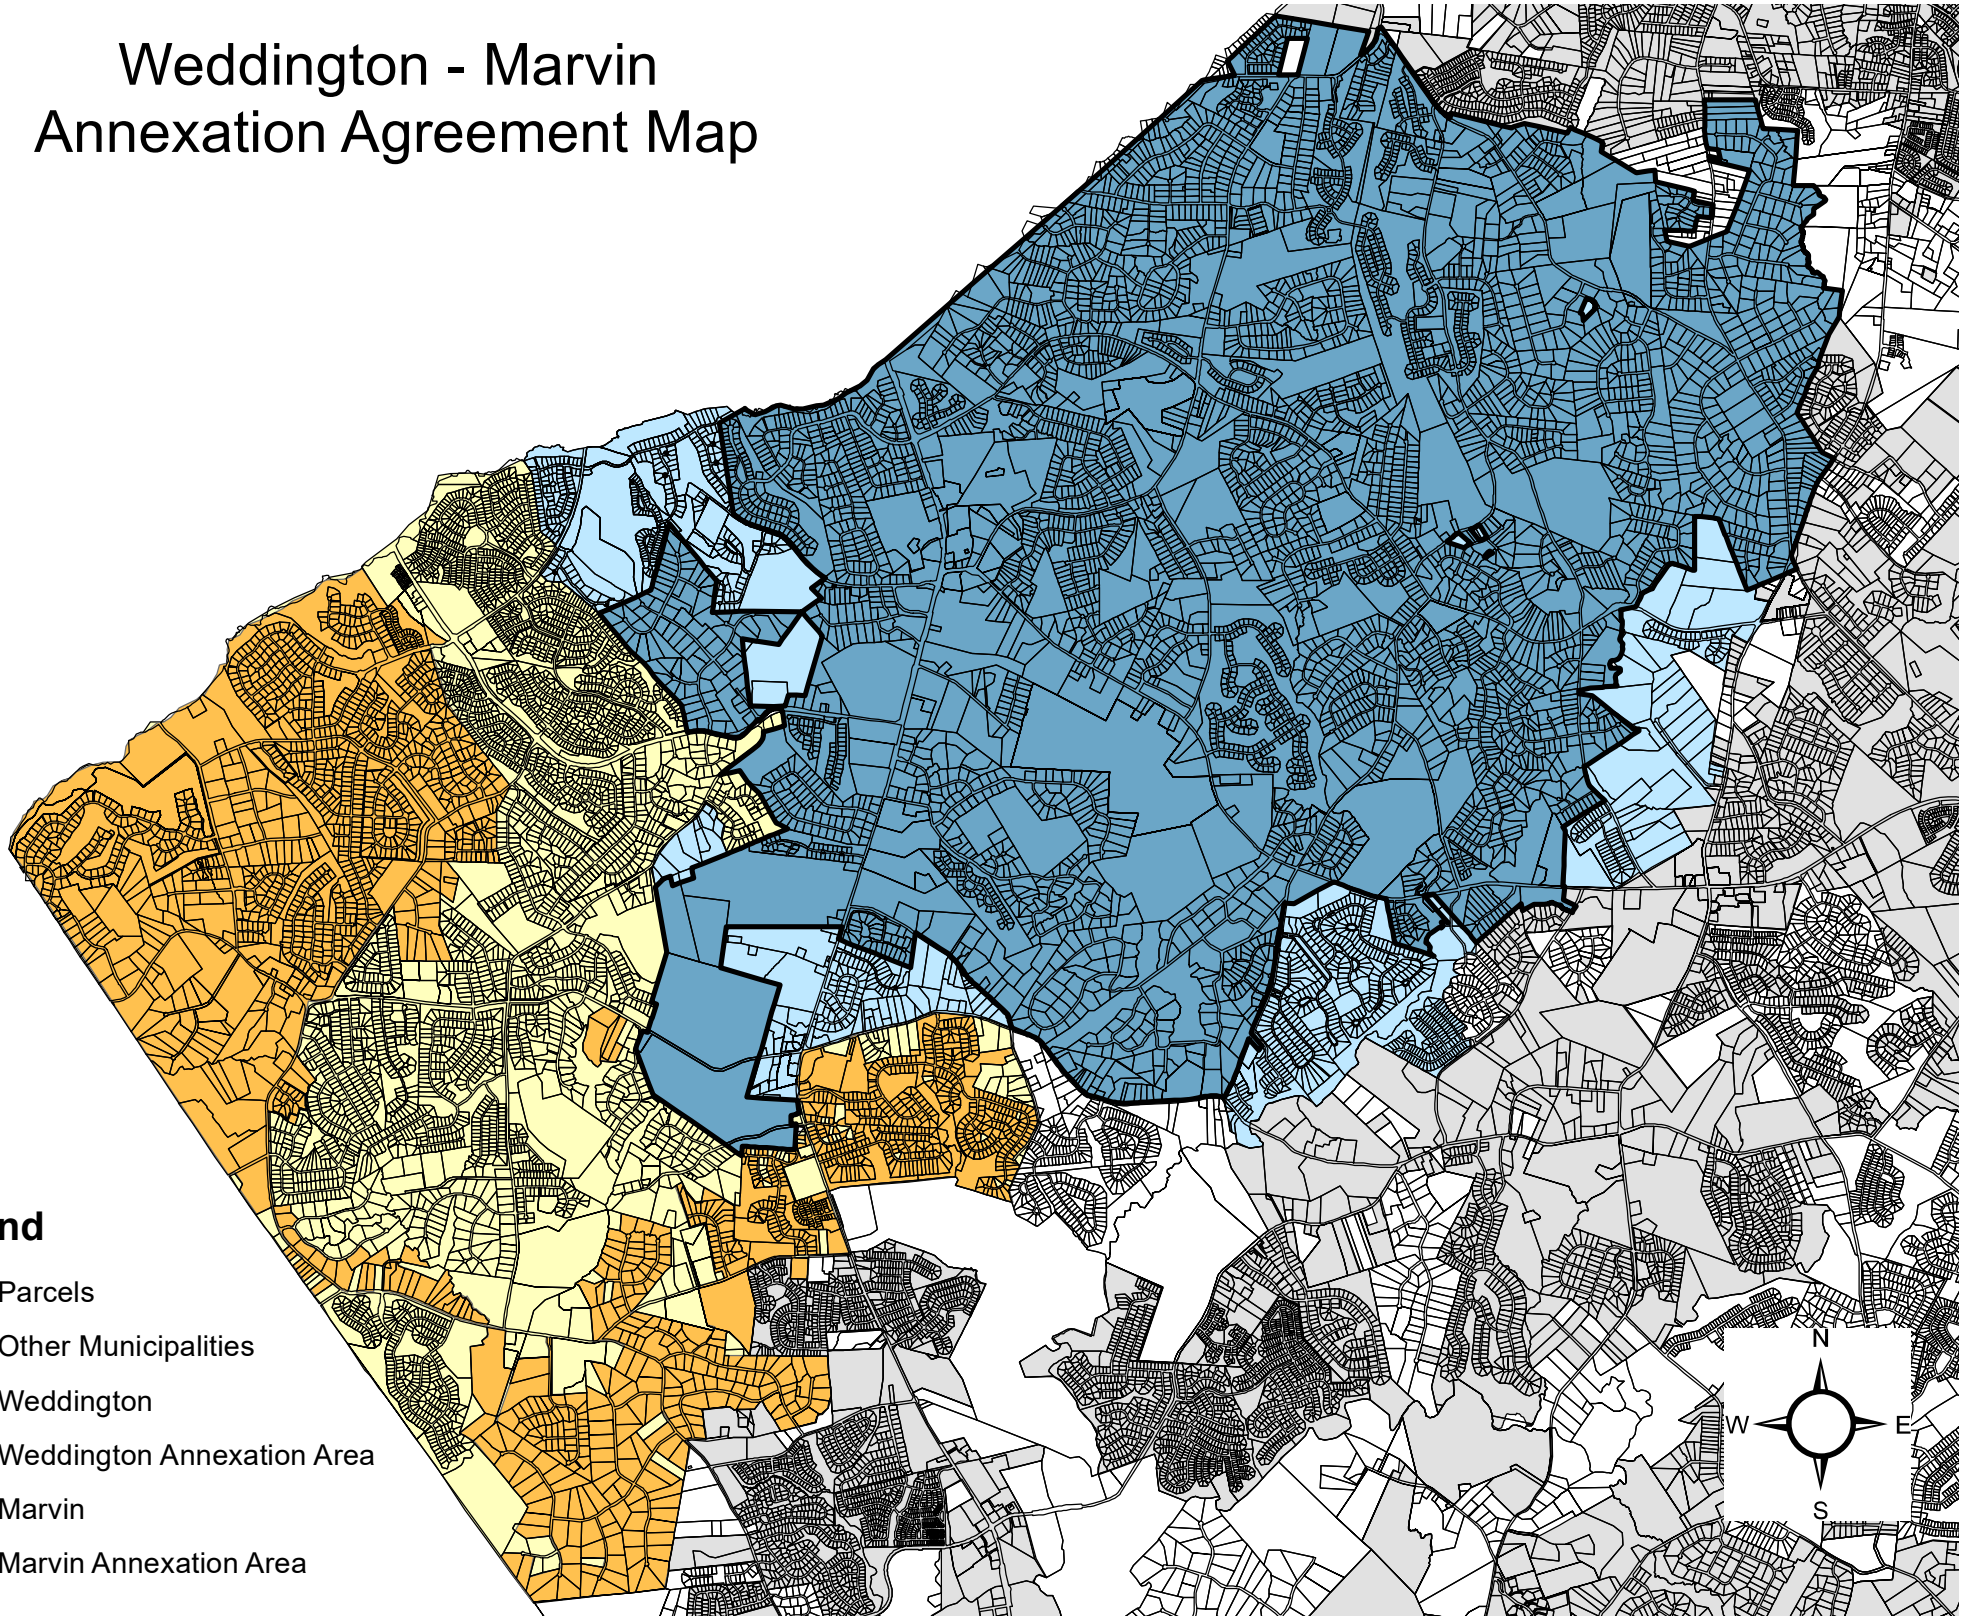 Weddington - Marvin
Annexation Agreement Map
nd
Parcels
Other Municipalities
Weddington
Weddington Annexation Area
Marvin
Marvin Annexation Area
N
W E
S